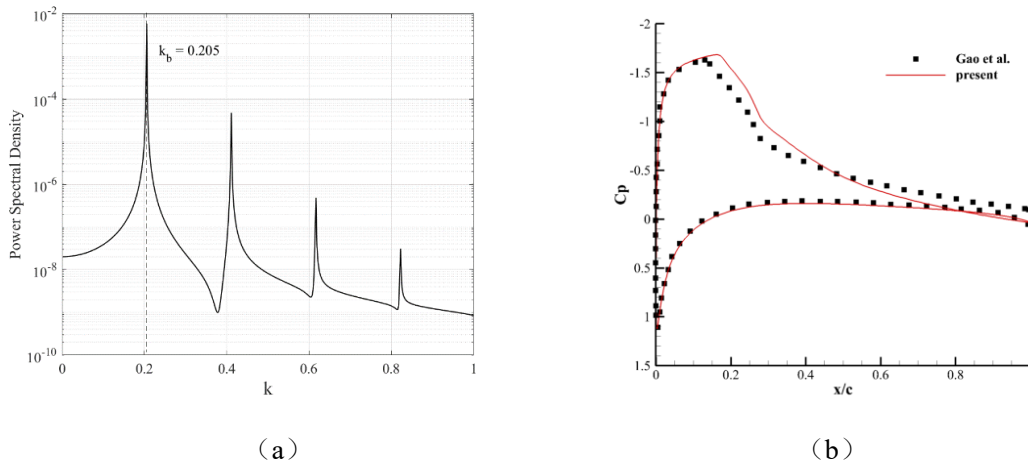 10^-2
k_b = 0.205
10^-4
10^-6
10^-8
10^-10
Power Spectral Density
0 0.2 0.4 0.6 0.8 1
k
(a)
-2
-1.5
-1
-0.5
0
0.5
1
1.5
Cp
Gao et al.
present
0 0.2 0.4 0.6 0.8
x/c
(b)